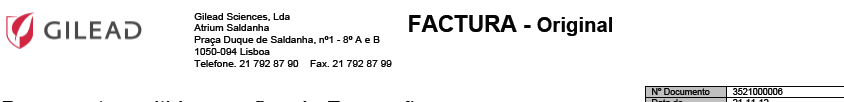 GILEAD
Gilead Sciences, Lda
Atrium Saldanha
Praça Duque de Saldanha, nº1 - 8º A e B
1050-094 Lisboa
Telefone. 21 792 87 90 Fax. 21 792 87 99
FACTURA - Original
Nº Documento 3521000006